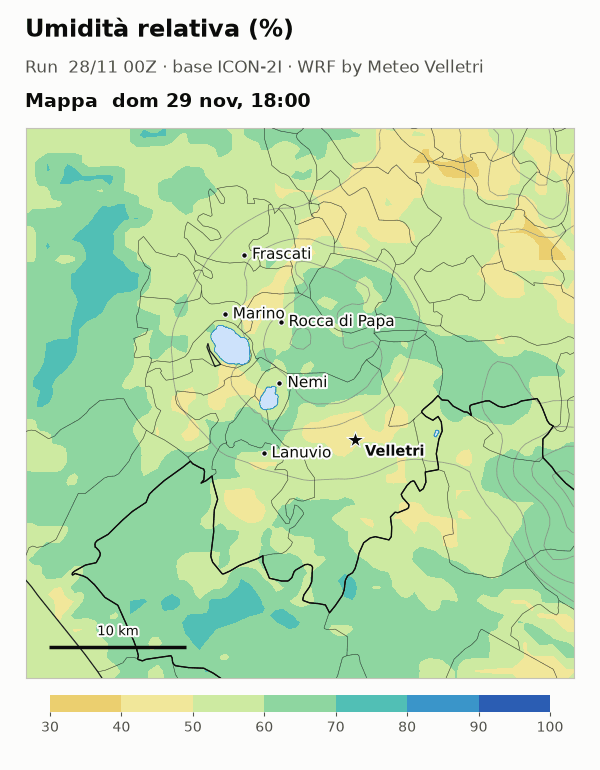 Umidità relativa (%)
Run  28/11 00Z · base ICON-2I · WRF by Meteo Velletri
Mappa  dom 29 nov, 18:00
Frascati
Marino
Rocca di Papa
Nemi
Velletri
Lanuvio
10 km
30 40 50 60 70 80 90 100